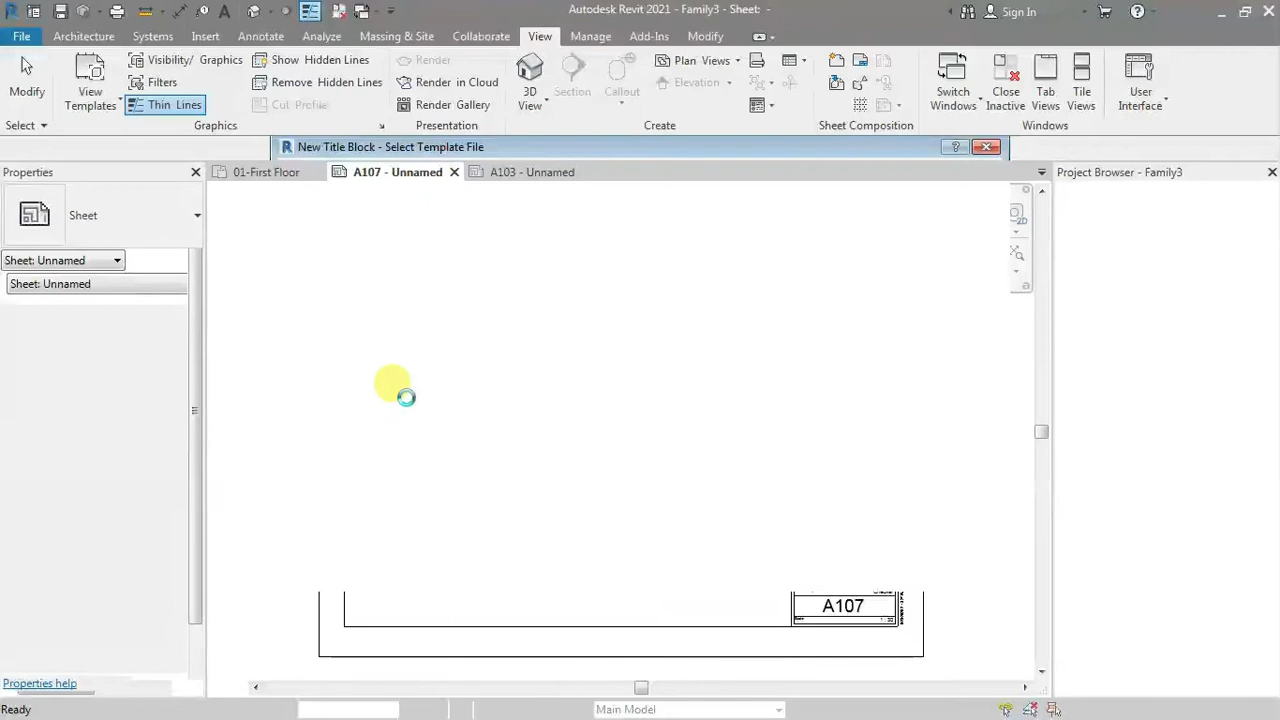 Autodesk Revit 2021 - Family3 - Sheet: -
Sign In
File Architecture Systems Insert Annotate Analyze Massing & Site Collaborate View Manage Add-Ins Modify
Modify
View Templates
Visibility/ Graphics
Filters
Thin Lines
Show Hidden Lines
Remove Hidden Lines
Cut Profile
Render
Render in Cloud
Render Gallery
3D View
Section
Callout
Plan Views
Elevation
Switch Windows
Close Inactive
Tab Views
Tile Views
User Interface
Select Graphics Presentation Create Sheet Composition Windows
New Title Block - Select Template File
Properties
01-First Floor
A107 - Unnamed
A103 - Unnamed
Project Browser - Family3
Sheet
2D
Sheet: Unnamed
Sheet: Unnamed
A107
Properties help
Ready
Main Model